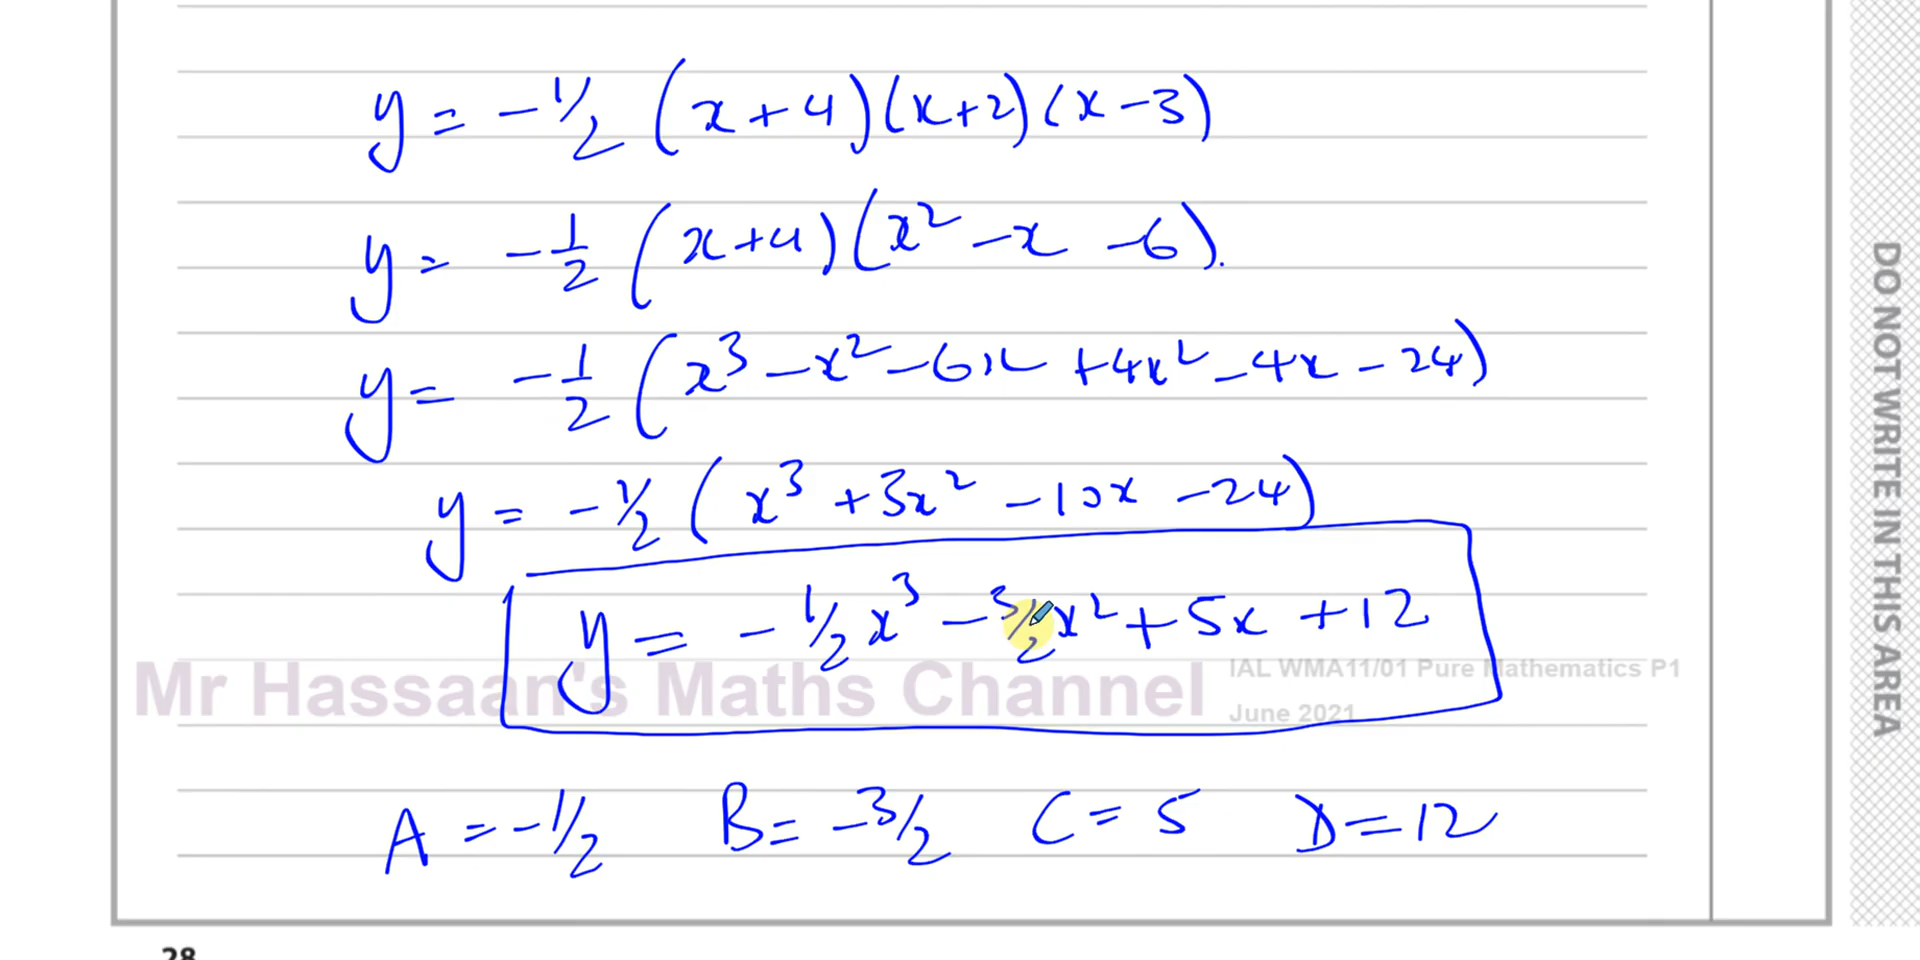 y = -1/2 (x+4)(x+2)(x-3)
y = -1/2 (x+4)(x² -x -6).
y = -1/2 (x³ -x² -6x +4x² -4x -24)
y = -1/2 (x³ +3x² -10x -24)
y = -1/2x³ -3/2x² +5x +12
Mr Hassaan's Maths Channel
IAL WMA11/01 Pure Mathematics P1
June 2021
A = -1/2 B = -3/2 C = 5 D = 12
28
DO NOT WRITE IN THIS AREA